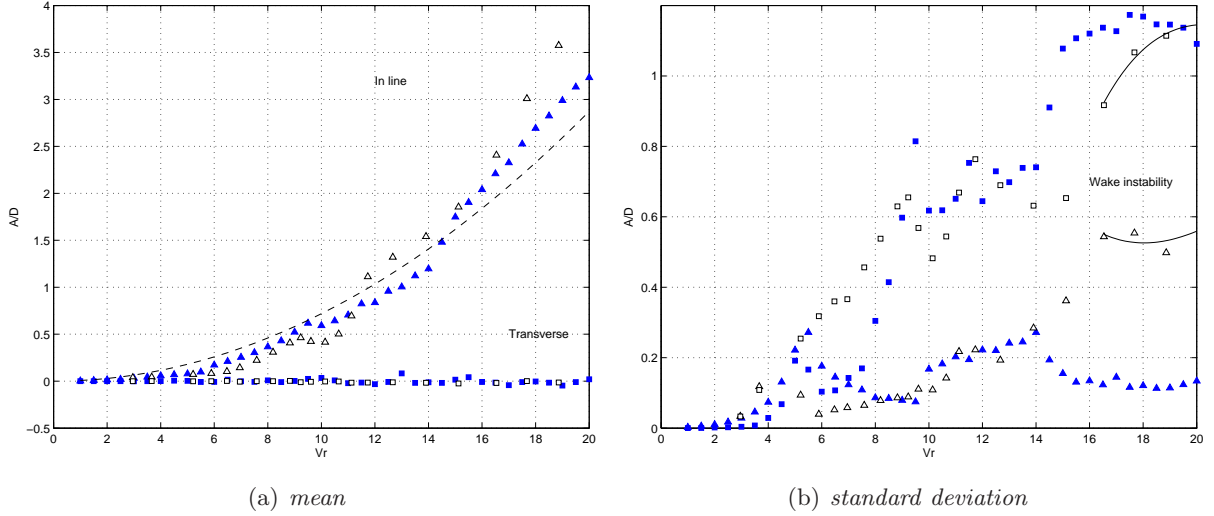 4
3.5
3
2.5
2
1.5
1
0.5
0
−0.5
A/D
In line
Transverse
0 2 4 6 8 10 12 14 16 18 20
Vr
(a) mean
1
0.8
0.6
0.4
0.2
0
A/D
Wake instability
0 2 4 6 8 10 12 14 16 18 20
Vr
(b) standard deviation